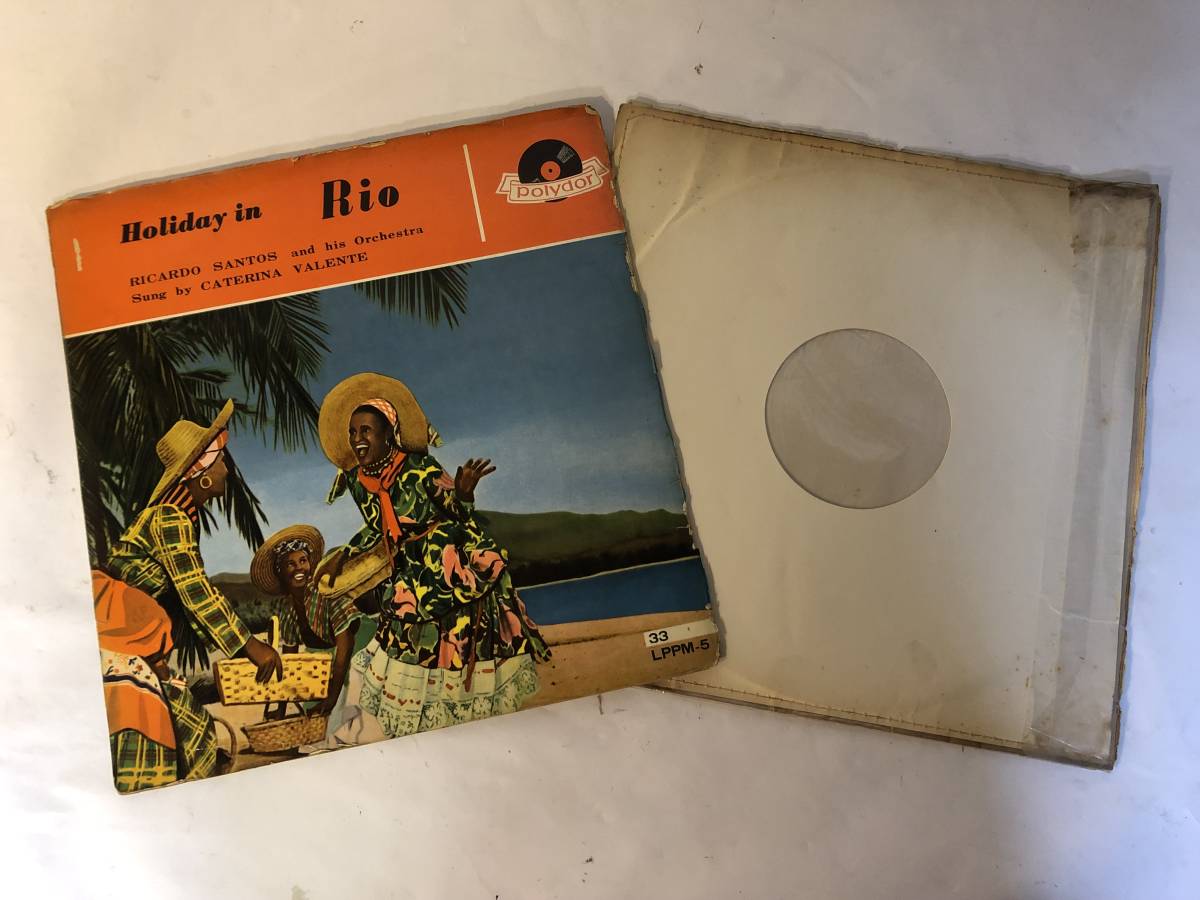 Holiday in Rio
polydor
RICARDO SANTOS and his Orchestra
Sung by CATERINA VALENTE
33
LPPM-5